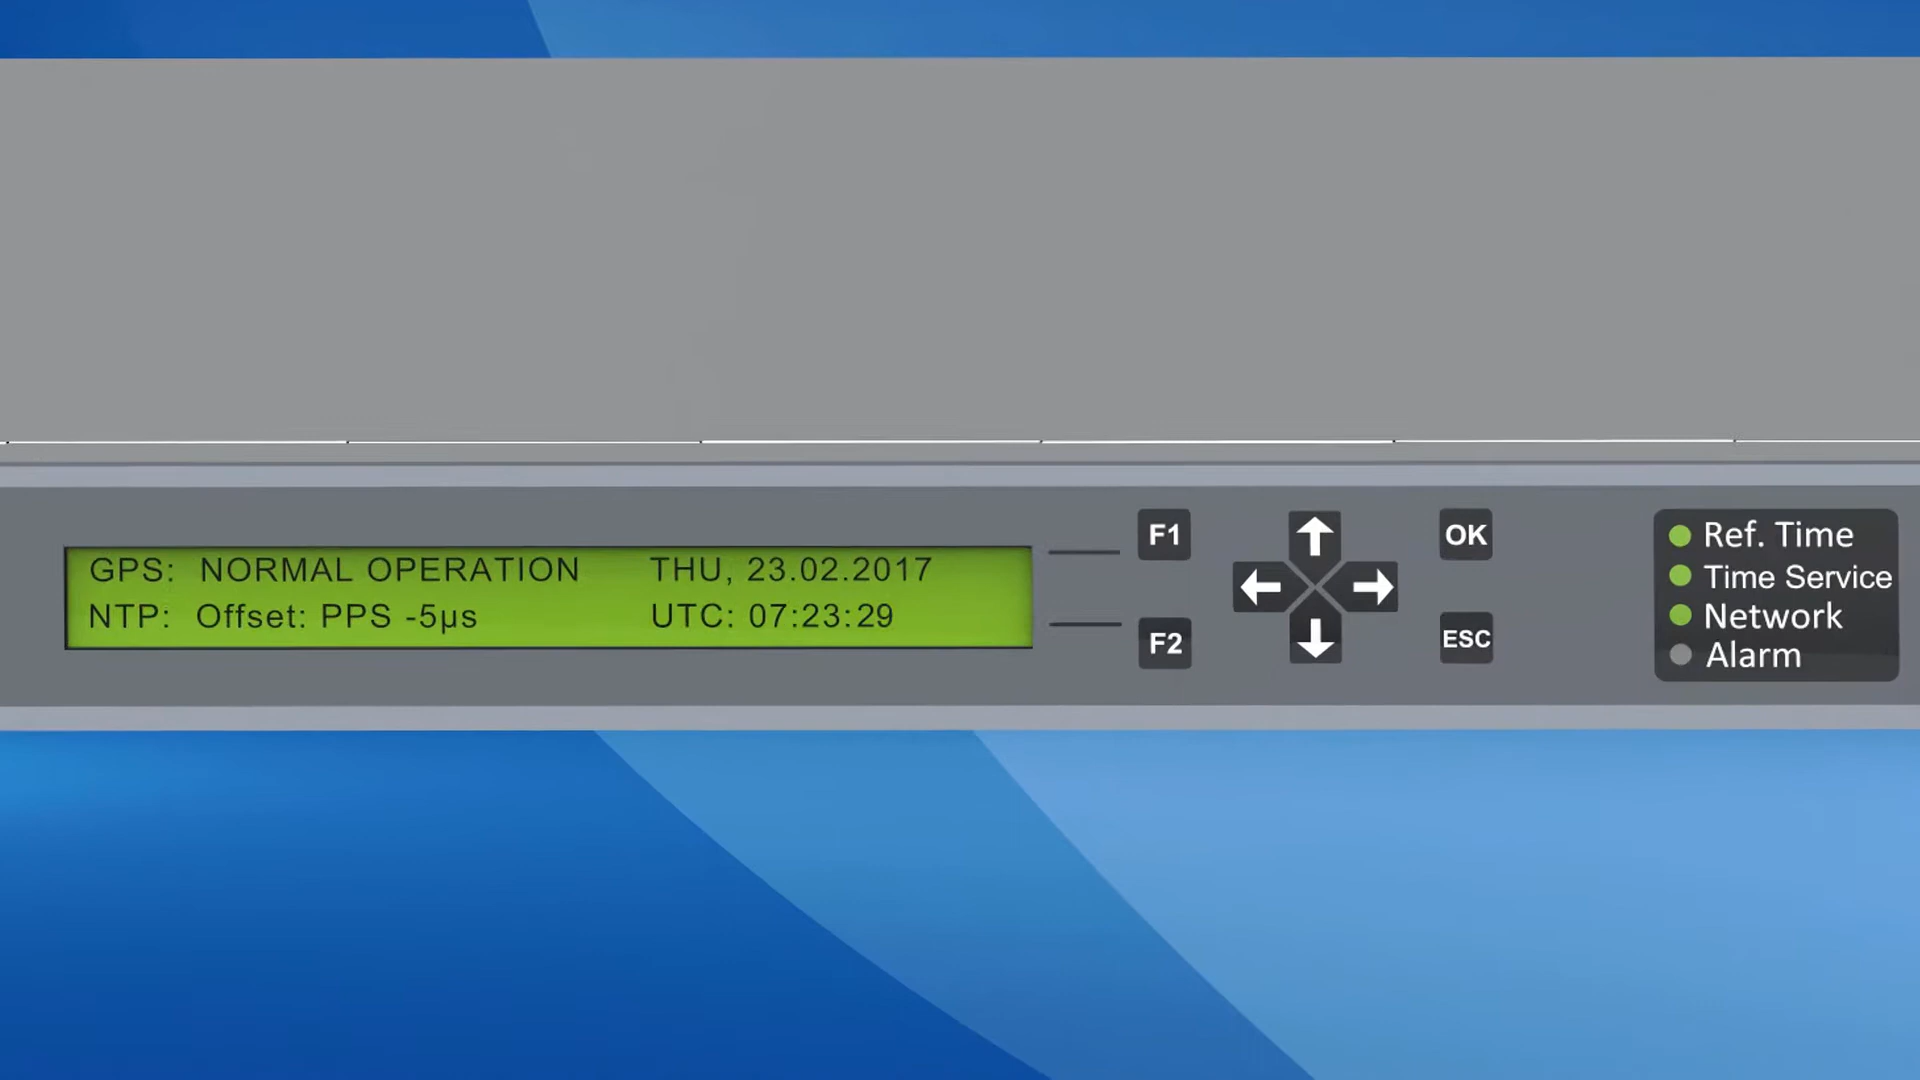 GPS: NORMAL OPERATION THU, 23.02.2017
NTP: Offset: PPS -5µs UTC: 07:23:29
F1
F2
OK
ESC
Ref. Time
Time Service
Network
Alarm